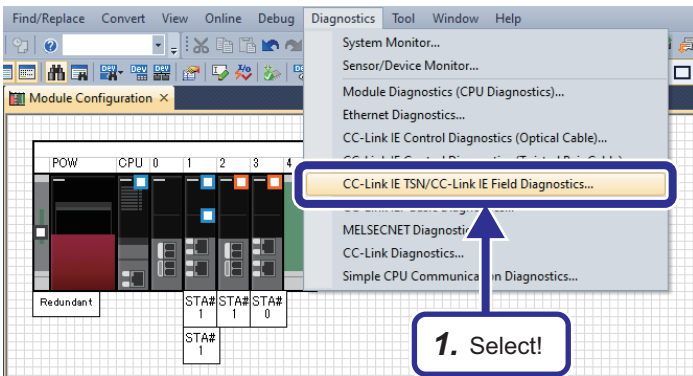 Find/Replace Convert View Online Debug Diagnostics Tool Window Help
System Monitor...
Sensor/Device Monitor...
Module Configuration ×
Module Diagnostics (CPU Diagnostics)...
Ethernet Diagnostics...
CC-Link IE Control Diagnostics (Optical Cable)...
POW CPU 0 1 2 3 4
CC-Link IE TSN/CC-Link IE Field Diagnostics...
MELSECNET Diagnostic
CC-Link Diagnostics...
Simple CPU Communication Diagnostics...
Redundant
STA# STA# STA#
1 1 0
STA#
1
1. Select!